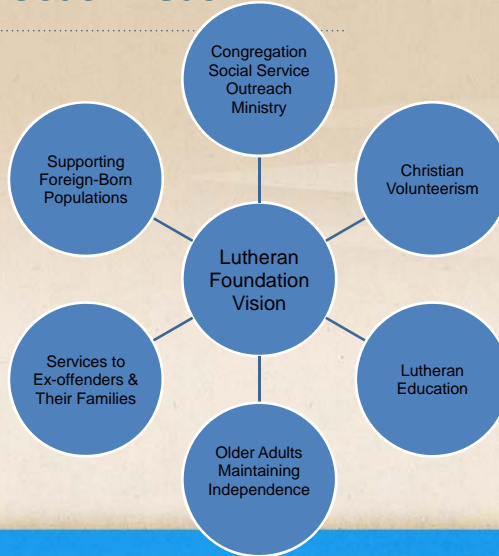 Congregation
Social Service
Outreach
Ministry
Christian
Volunteerism
Lutheran
Education
Older Adults
Maintaining
Independence
Services to
Ex-offenders &
Their Families
Supporting
Foreign-Born
Populations
Lutheran
Foundation
Vision